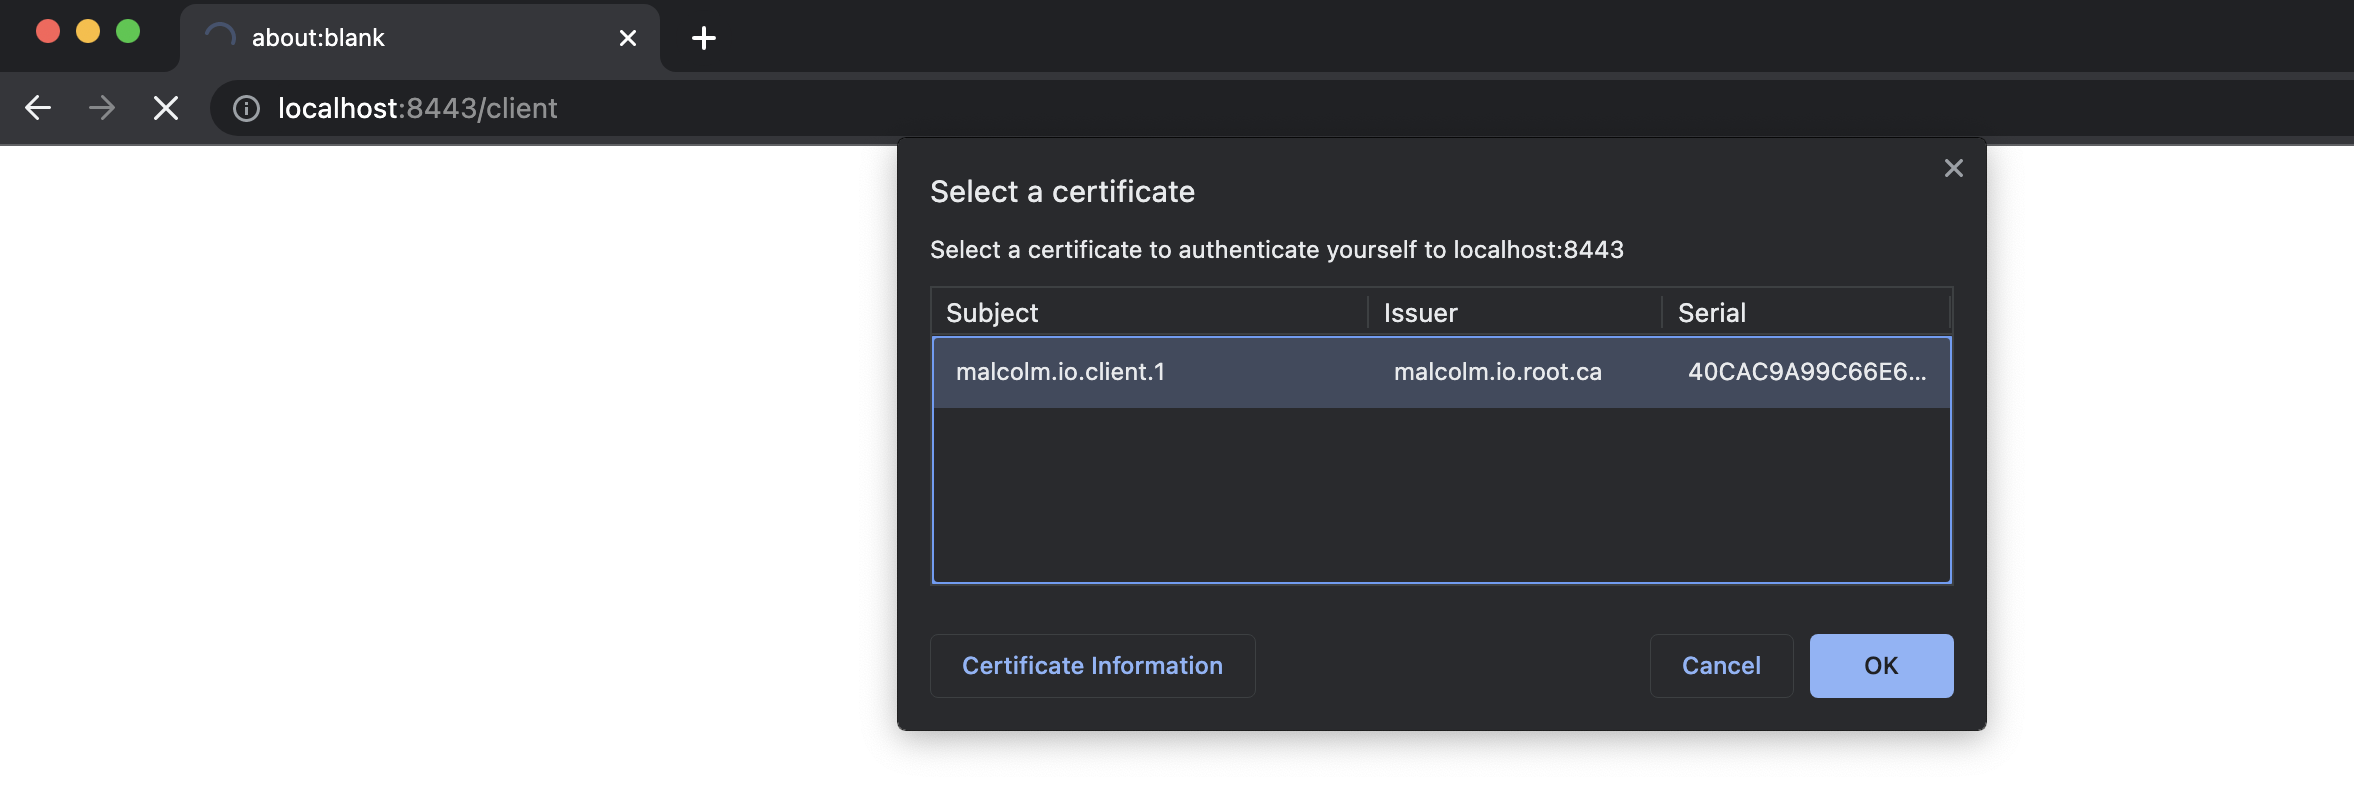 about:blank
localhost:8443/client
Select a certificate
Select a certificate to authenticate yourself to localhost:8443
Subject Issuer Serial
malcolm.io.client.1 malcolm.io.root.ca 40CAC9A99C66E6...
Certificate Information Cancel OK